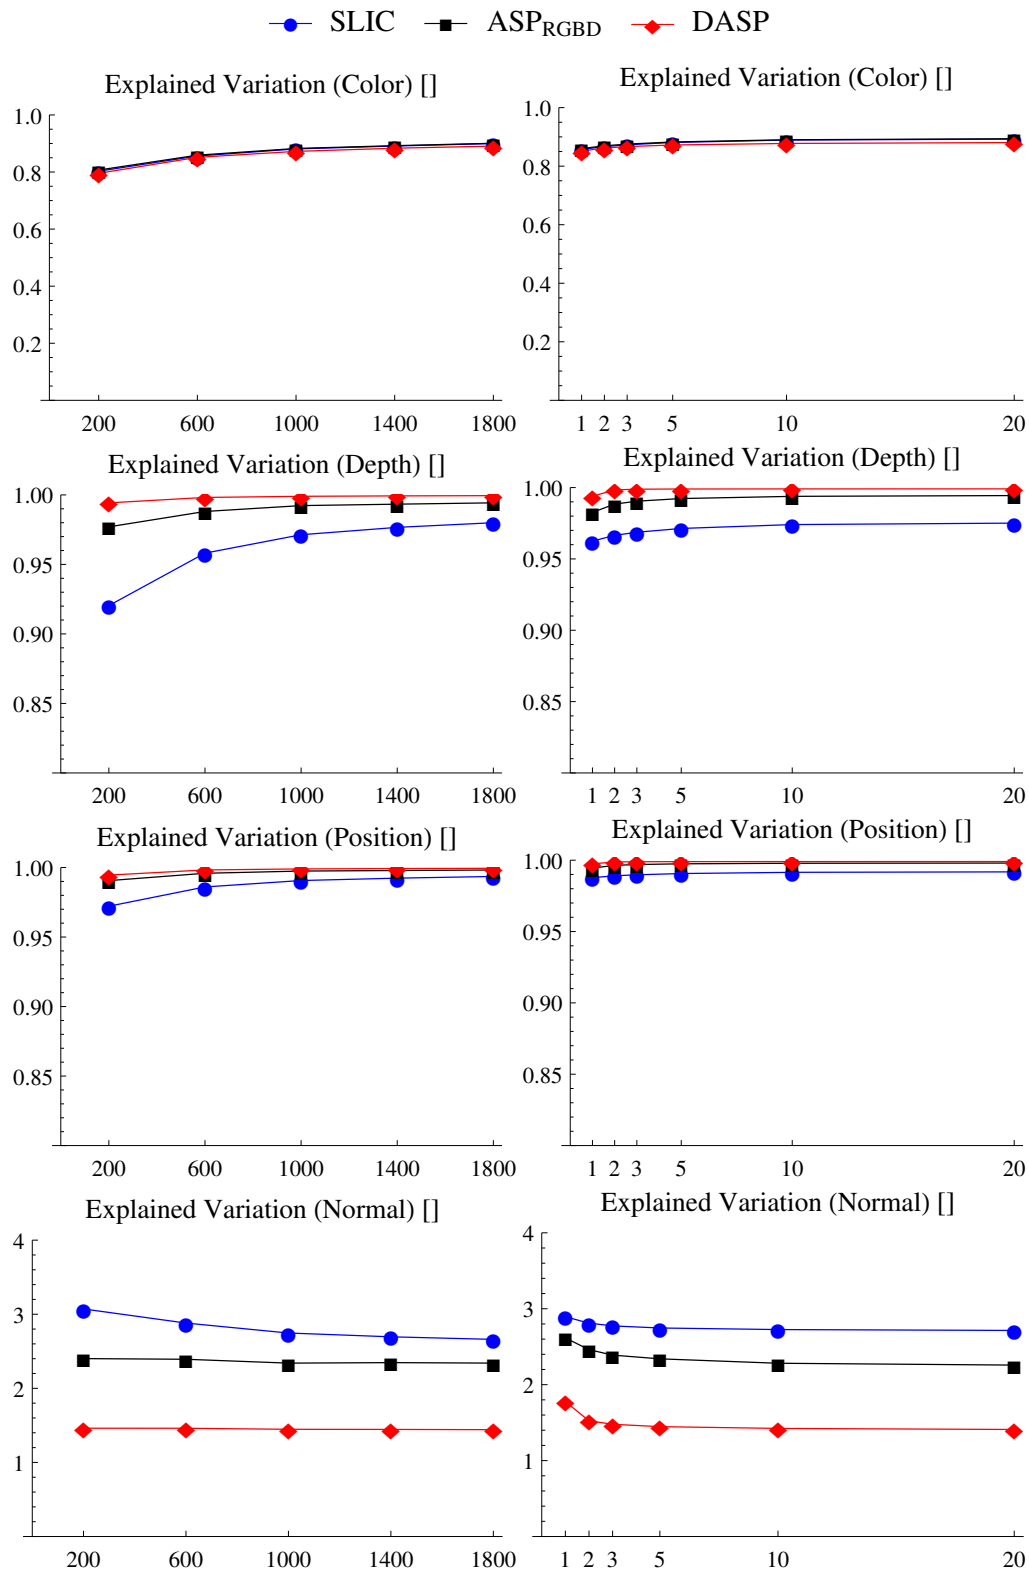 SLIC ASP_RGBD DASP
Explained Variation (Color) []
1.0
0.8
0.6
0.4
0.2
200 600 1000 1400 1800
Explained Variation (Color) []
1.0
0.8
0.6
0.4
0.2
1 2 3 5 10 20
Explained Variation (Depth) []
1.00
0.95
0.90
0.85
200 600 1000 1400 1800
Explained Variation (Depth) []
1.00
0.95
0.90
0.85
1 2 3 5 10 20
Explained Variation (Position) []
1.00
0.95
0.90
0.85
200 600 1000 1400 1800
Explained Variation (Position) []
1.00
0.95
0.90
0.85
1 2 3 5 10 20
Explained Variation (Normal) []
4
3
2
1
200 600 1000 1400 1800
Explained Variation (Normal) []
4
3
2
1
1 2 3 5 10 20